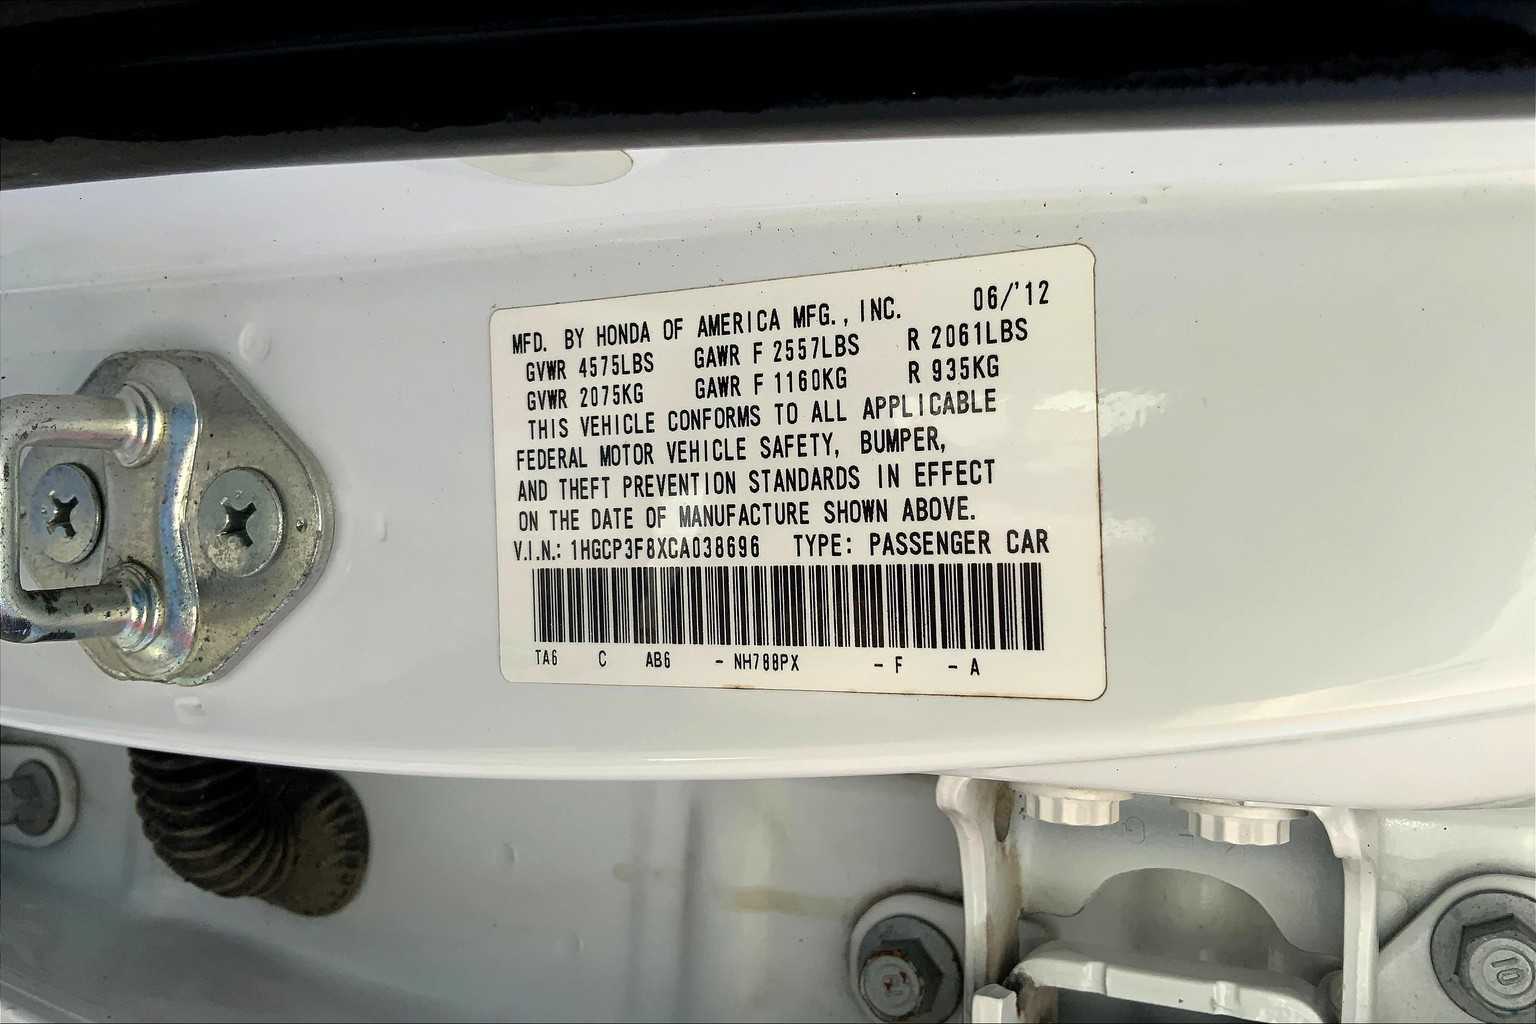 MFD. BY HONDA OF AMERICA MFG., INC. 06/'12
GVWR 4575LBS GAWR F 2557LBS R 2061LBS
GVWR 2075KG GAWR F 1160KG R 935KG
THIS VEHICLE CONFORMS TO ALL APPLICABLE
FEDERAL MOTOR VEHICLE SAFETY, BUMPER,
AND THEFT PREVENTION STANDARDS IN EFFECT
ON THE DATE OF MANUFACTURE SHOWN ABOVE.
V.I.N.: 1HGCP3F8XCA038696 TYPE: PASSENGER CAR
TA6 C AB6 - NH788PX - F - A
10